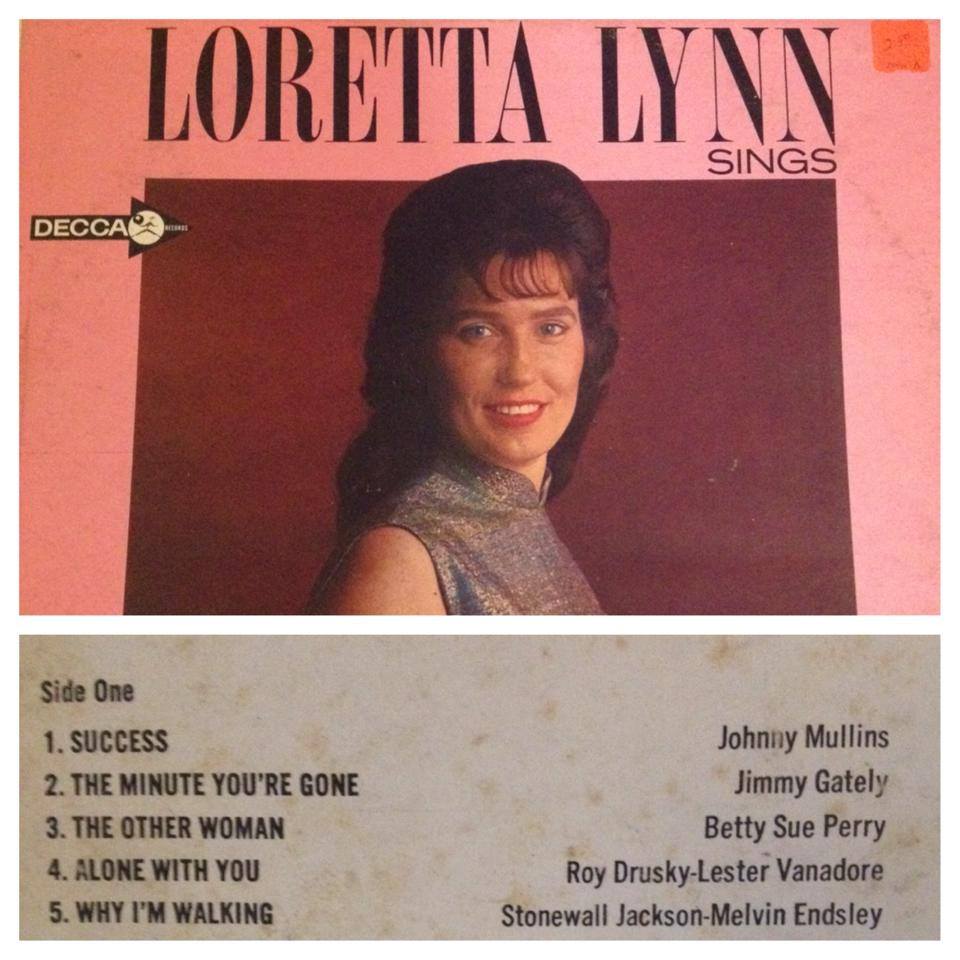 LORETTA LYNN
SINGS
DECCA RECORDS
Side One
1. SUCCESS Johnny Mullins
2. THE MINUTE YOU'RE GONE Jimmy Gately
3. THE OTHER WOMAN Betty Sue Perry
4. ALONE WITH YOU Roy Drusky-Lester Vanadore
5. WHY I'M WALKING Stonewall Jackson-Melvin Endsley